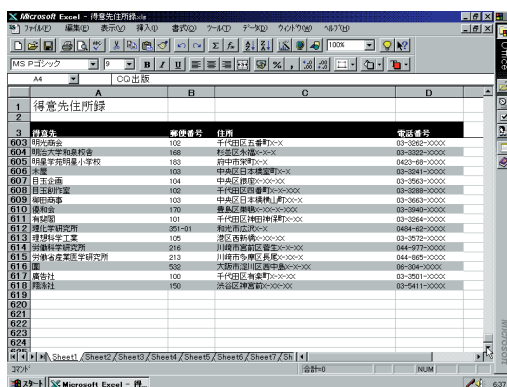 Microsoft Excel - 得意先住所録.xls
ファイル(F) 編集(E) 表示(V) 挿入(I) 書式(O) ツール(T) データ(D) ウィンドウ(W) ヘルプ(H)
100%
MS Pゴシック 9 B I U % ,
A4 CQ出版
A B C D
1 得意先住所録
2
3 得意先 郵便番号 住所 電話番号
603 明光商会 102 千代田区五番町X-X 03-3262-XXXX
604 明治大学和泉校舎 168 杉並区永福X-X-X 03-3322-XXXX
605 明星学苑明星小学校 183 府中市栄町X-X 0423-68-XXXX
606 木屋 103 中央区日本橋室町X-X 03-3241-XXXX
607 目玉企画 104 中央区銀座X-XX-XX 03-3563-XXXX
608 目玉創作室 102 千代田区四番町X-XX-XXX 03-3288-XXXX
609 御田商事 103 中央区日本橋横山町X-X 03-3663-XXXX
610 優和会 170 豊島区巣鴨X-XX-XXX 03-3940-XXXX
611 有閑閣 101 千代田区神田神保町X-XX 03-3264-XXXX
612 理化学研究所 351-01 和光市広沢X-X 0484-62-XXXX
613 理想科学工業 105 港区西新橋X-XX-XX 03-3572-XXXX
614 労働科学研究所 216 川崎市宮前区菅生X-XX-X 044-977-XXXX
615 労働省産業医学研究所 213 川崎市多摩区長尾X-XX-X 044-865-XXXX
616 532 大阪市淀川区西中島X-XX-XX 06-304-XXXX
617 廣告社 100 千代田区有楽町X-XX-X 03-3501-XXXX
618 翔泳社 150 渋谷区神宮前X-XX-XX 03-5411-XXXX
619
620
621
622
623
624
Sheet1 Sheet2 Sheet3 Sheet4 Sheet5 Sheet6 Sheet7 Sh
コマンド 合計=0 NUM
スタート Microsoft Excel - 得... 6:37
Office
Microsoft